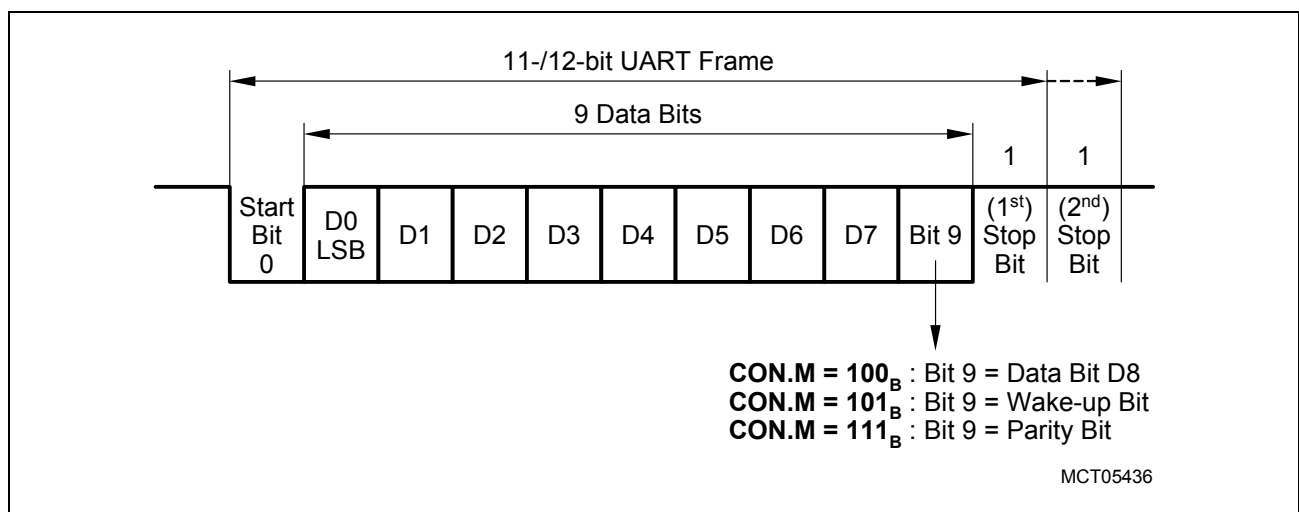 11-/12-bit UART Frame
9 Data Bits
1 1
Start Bit 0
D0 LSB
D1
D2
D3
D4
D5
D6
D7
Bit 9
(1st) Stop Bit
(2nd) Stop Bit
CON.M = 100B : Bit 9 = Data Bit D8
CON.M = 101B : Bit 9 = Wake-up Bit
CON.M = 111B : Bit 9 = Parity Bit
MCT05436